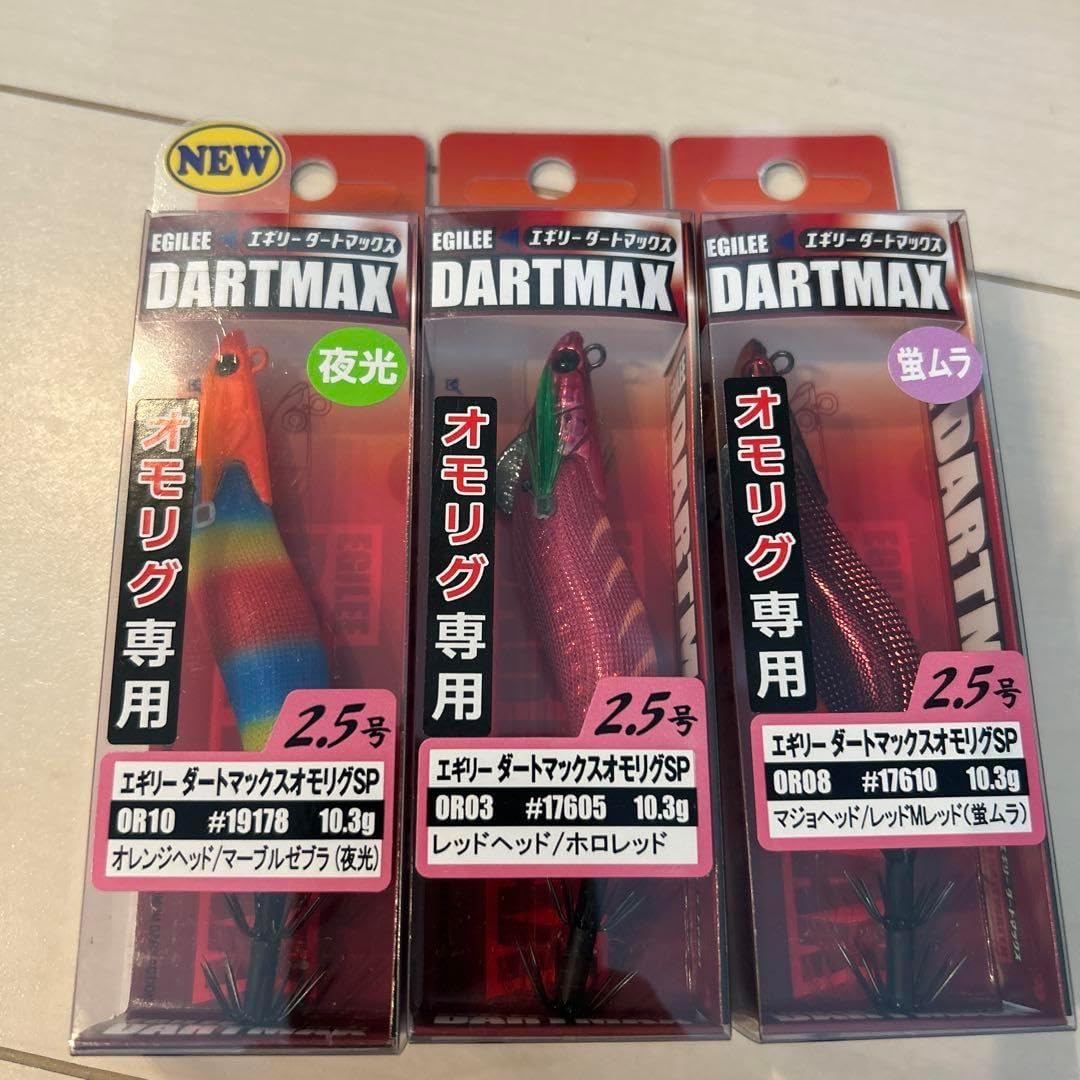 NEW
EGILEE エギリーダートマックス
DARTMAX
夜光
オモリグ専用
2.5号
エギリー ダートマックスオモリグSP
OR10 #19178 10.3g
オレンジヘッド/マーブルゼブラ(夜光)
DARTMAX
EGILEE エギリーダートマックス
DARTMAX
オモリグ専用
2.5号
エギリー ダートマックスオモリグSP
OR03 #17605 10.3g
レッドヘッド/ホロレッド
DARTMAX
EGILEE エギリーダートマックス
DARTMAX
蛍ムラ
オモリグ専用
2.5号
エギリー ダートマックスオモリグSP
OR08 #17610 10.3g
マジョヘッド/レッドMレッド(蛍ムラ)